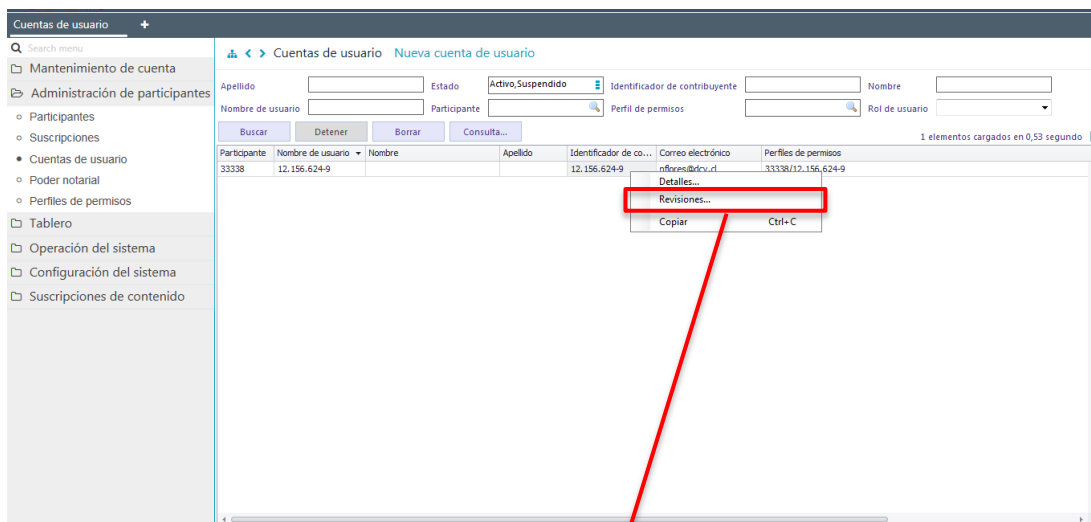 Cuentas de usuario +
Search menu
Mantenimiento de cuenta
Administración de participantes
Participantes
Suscripciones
Cuentas de usuario
Poder notarial
Perfiles de permisos
Tablero
Operación del sistema
Configuración del sistema
Suscripciones de contenido
Cuentas de usuario Nueva cuenta de usuario
Apellido Estado Activo,Suspendido Identificador de contribuyente Nombre
Nombre de usuario Participante Perfil de permisos Rol de usuario
Buscar Detener Borrar Consulta...
1 elementos cargados en 0,53 segundo
Participante Nombre de usuario Nombre Apellido Identificador de co... Correo electrónico Perfiles de permisos
33338 12.156.624-9 12.156.624-9 nflores@dcv.cl 33338/12.156.624-9
Detalles...
Revisiones...
Copiar Ctrl+C